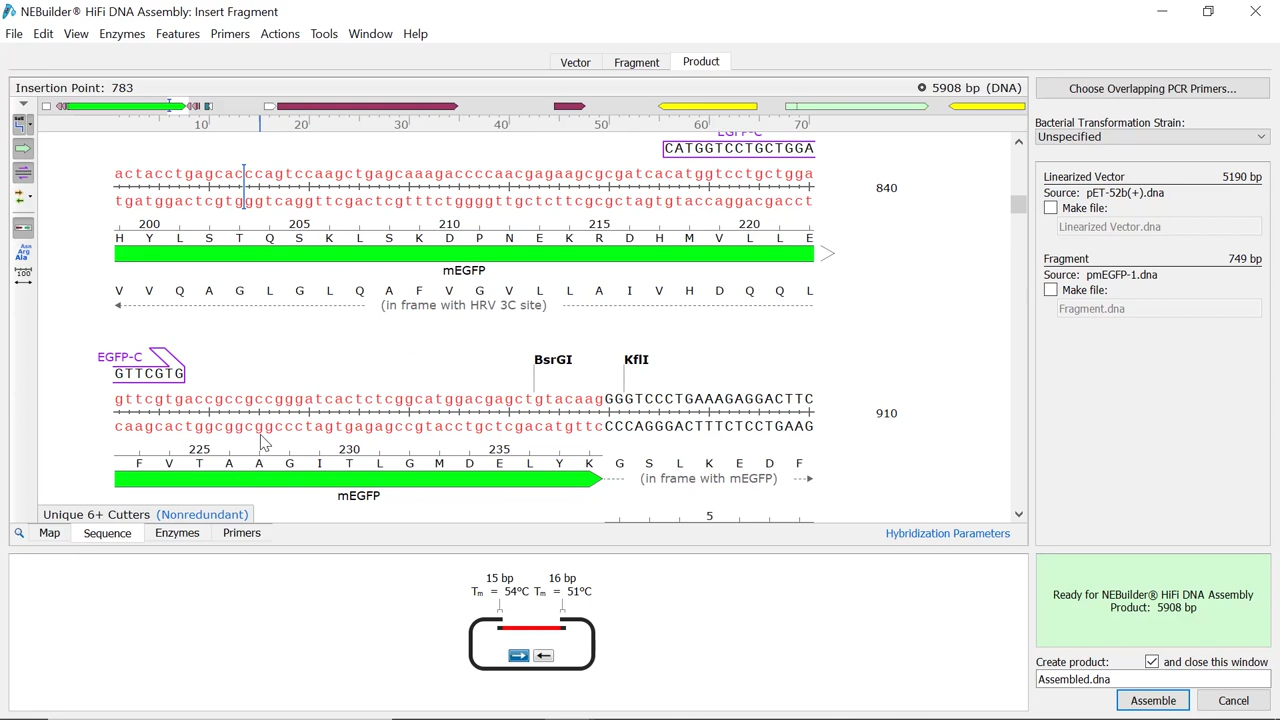 NEBuilder® HiFi DNA Assembly: Insert Fragment
File Edit View Enzymes Features Primers Actions Tools Window Help
Vector Fragment Product
Insertion Point: 783
5908 bp (DNA)
10 20 30 40 50 60 70
EGFP-C
CATGGTCCTGCTGGA
actacctgagcacccagtccaagctgagcaaagaccccaacgagaagcgcgatcacatggtcctgctgga
tgatggactcgtgggtcaggttcgactcgtttctggggttgctcttcgcgctagtgtaccaggacgacct
840
200 205 210 215 220
H Y L S T Q S K L S K D P N E K R D H M V L L E
mEGFP
V V Q A G L G L Q A F V G V L L A I V H D Q Q L
(in frame with HRV 3C site)
EGFP-C
GTTCGTG
BsrGI KflI
gttcgtgaccgccgccgggatcactctcggcatggacgagctgtacaagGGGTCCCTGAAAGAGGACTTC
caagcactggcggcggccctagtgagagccgtacctgctcgacatgttcCCCAGGGACTTTCTCCTGAAG
910
225 230 235
F V T A A G I T L G M D E L Y K G S L K E D F
(in frame with mEGFP)
mEGFP
5
Unique 6+ Cutters (Nonredundant)
Map Sequence Enzymes Primers
Hybridization Parameters
15 bp 16 bp
Tm = 54°C Tm = 51°C
Choose Overlapping PCR Primers...
Bacterial Transformation Strain:
Unspecified
Linearized Vector 5190 bp
Source: pET-52b(+).dna
Make file:
Linearized Vector.dna
Fragment 749 bp
Source: pmEGFP-1.dna
Make file:
Fragment.dna
Ready for NEBuilder® HiFi DNA Assembly
Product: 5908 bp
Create product: and close this window
Assembled.dna
Assemble Cancel